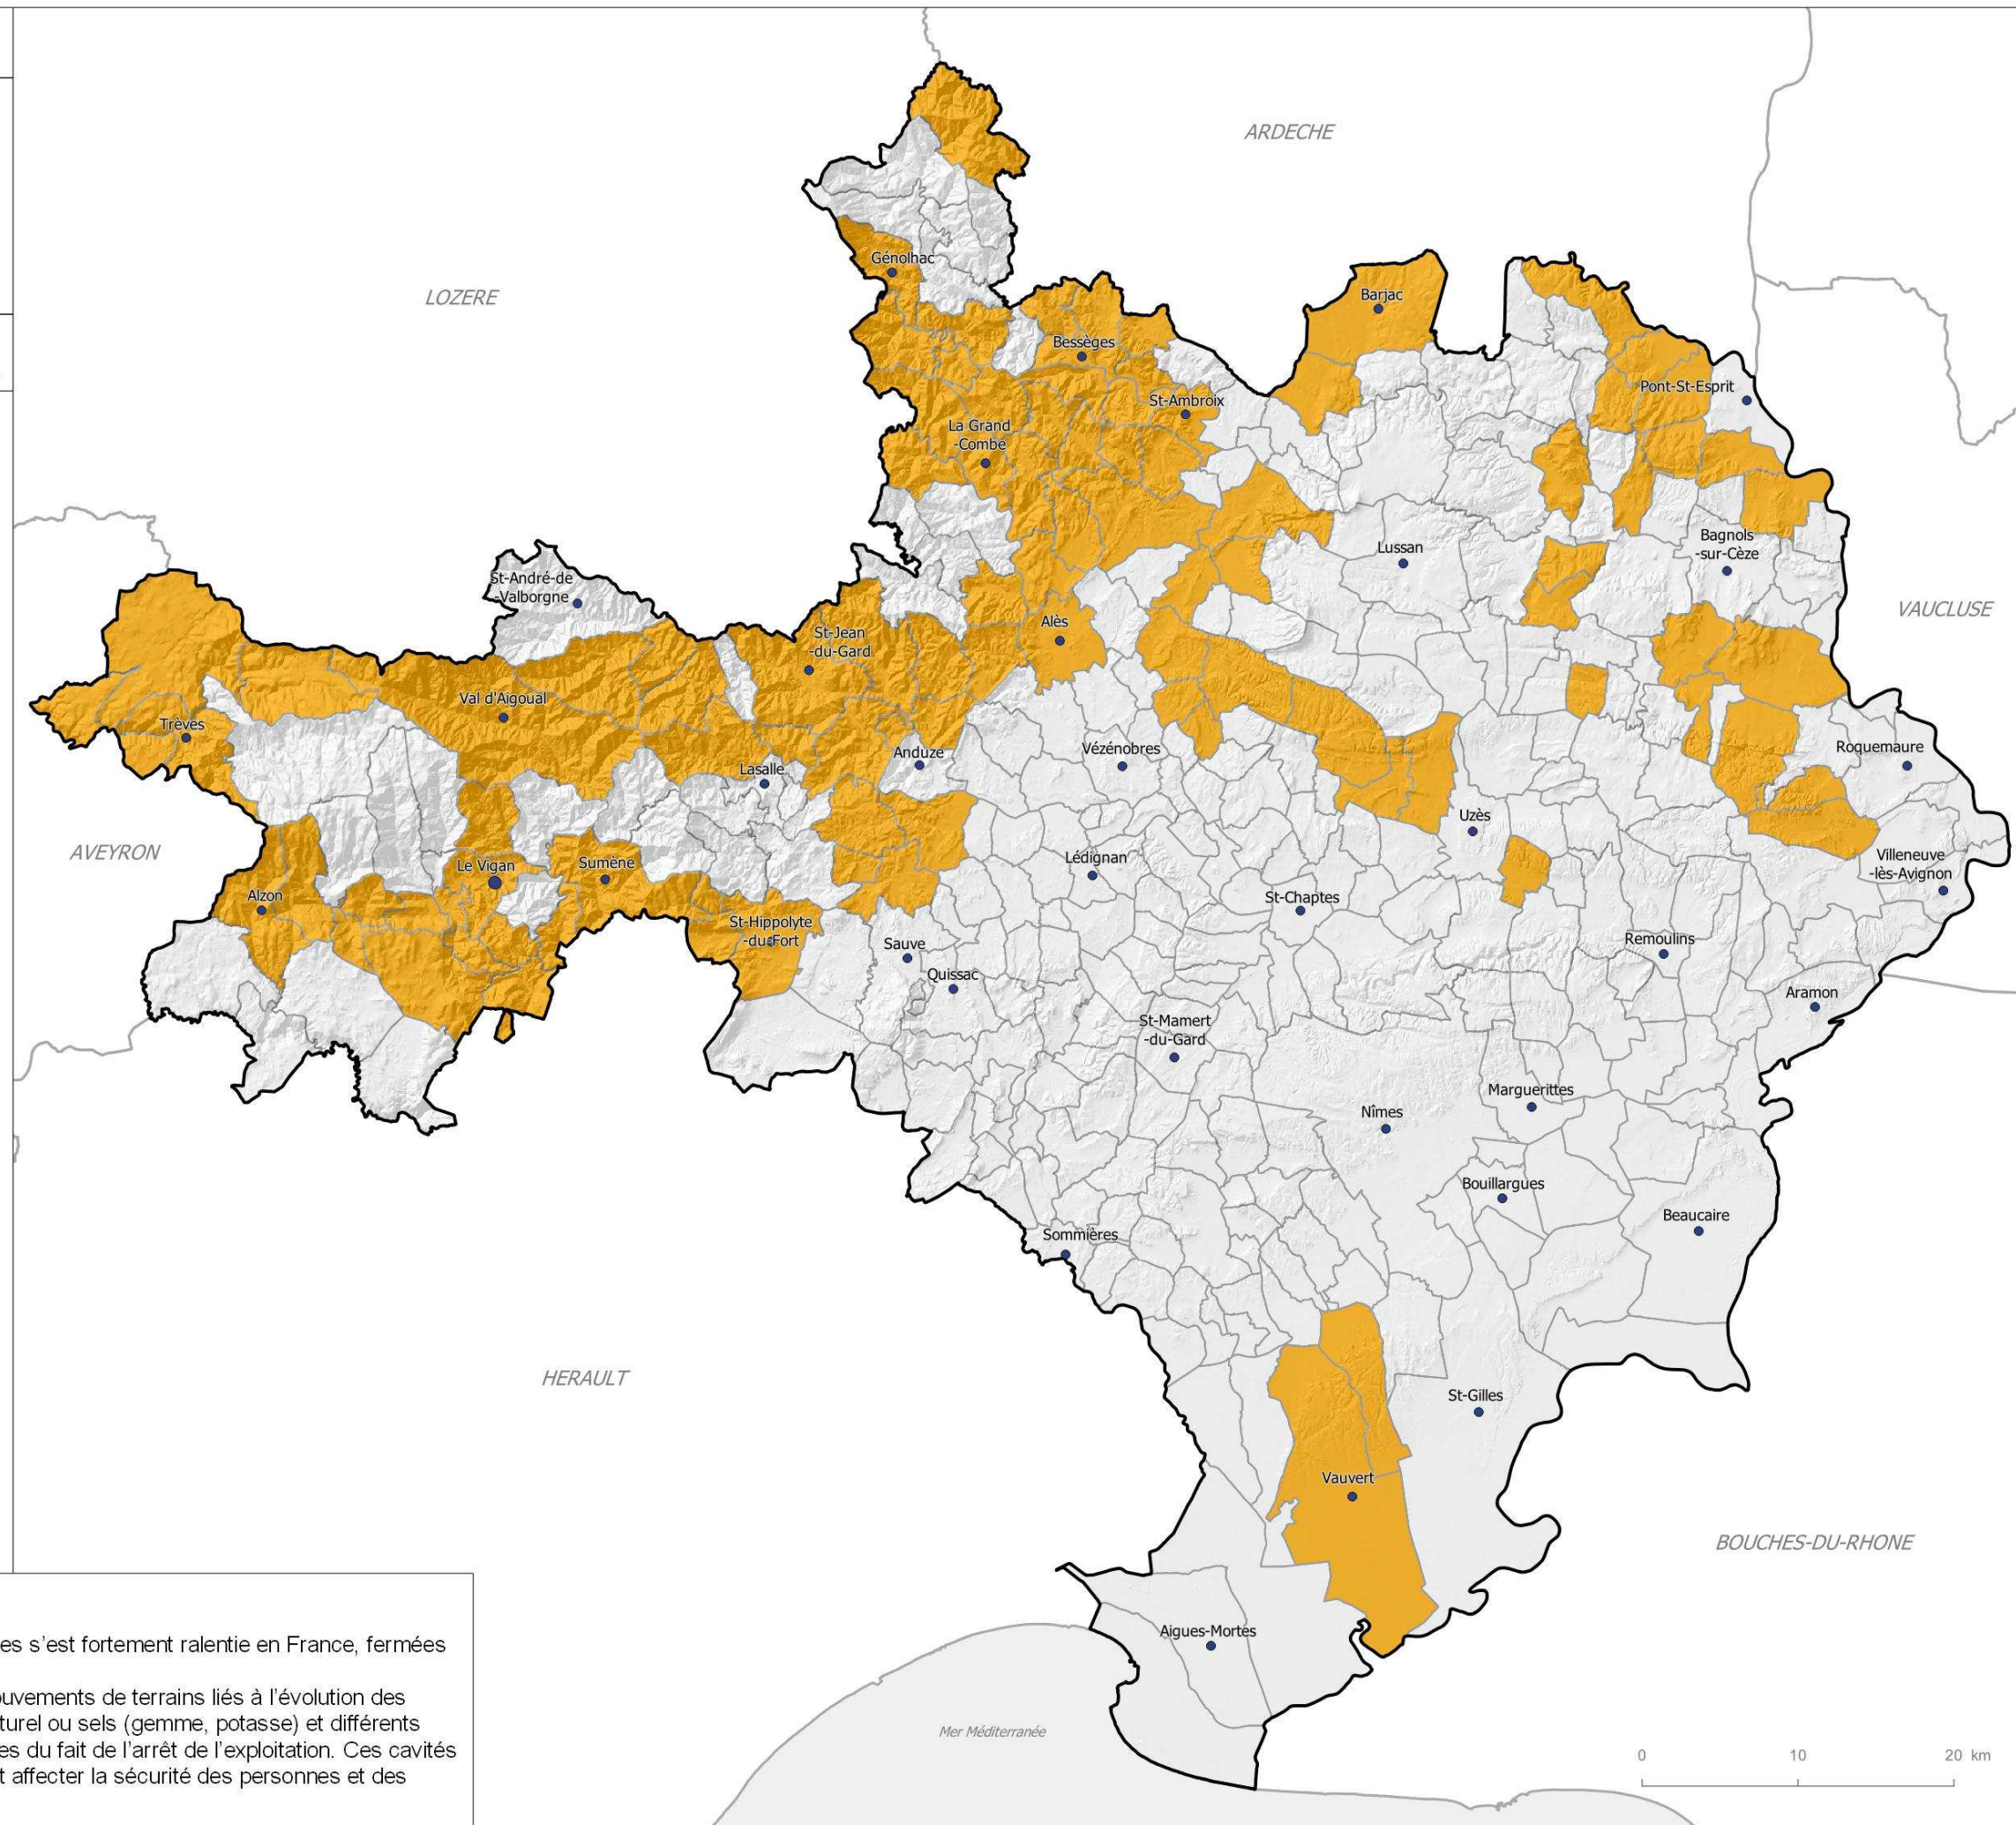 ARDECHE
Génolhac
LOZERE
Barjac
Bessèges
Pont-St-Esprit
St-Ambroix
La Grand
-Combe
Bagnols
-sur-Cèze
Lussan
St-André-de
-Valborgne
VAUCLUSE
Alès
St-Jean
-du-Gard
Val d'Aigoual
Trèves
Roquemaure
Vézénobres
Anduze
Lasalle
Uzès
AVEYRON
Villeneuve
-lès-Avignon
Lédignan
Sumène
Le Vigan
Alzon
St-Chaptes
St-Hippolyte
-du-Fort
Remoulins
Sauve
Quissac
Aramon
St-Mamert
-du-Gard
Marguerittes
Nîmes
Bouillargues
Beaucaire
Sommières
HERAULT
St-Gilles
Vauvert
BOUCHES-DU-RHONE
Aigues-Mortes
Mer Méditerranée
0 10 20 km
es s'est fortement ralentie en France, fermées
ouvements de terrains liés à l'évolution des
turel ou sels (gemme, potasse) et différents
es du fait de l'arrêt de l'exploitation. Ces cavités
t affecter la sécurité des personnes et des